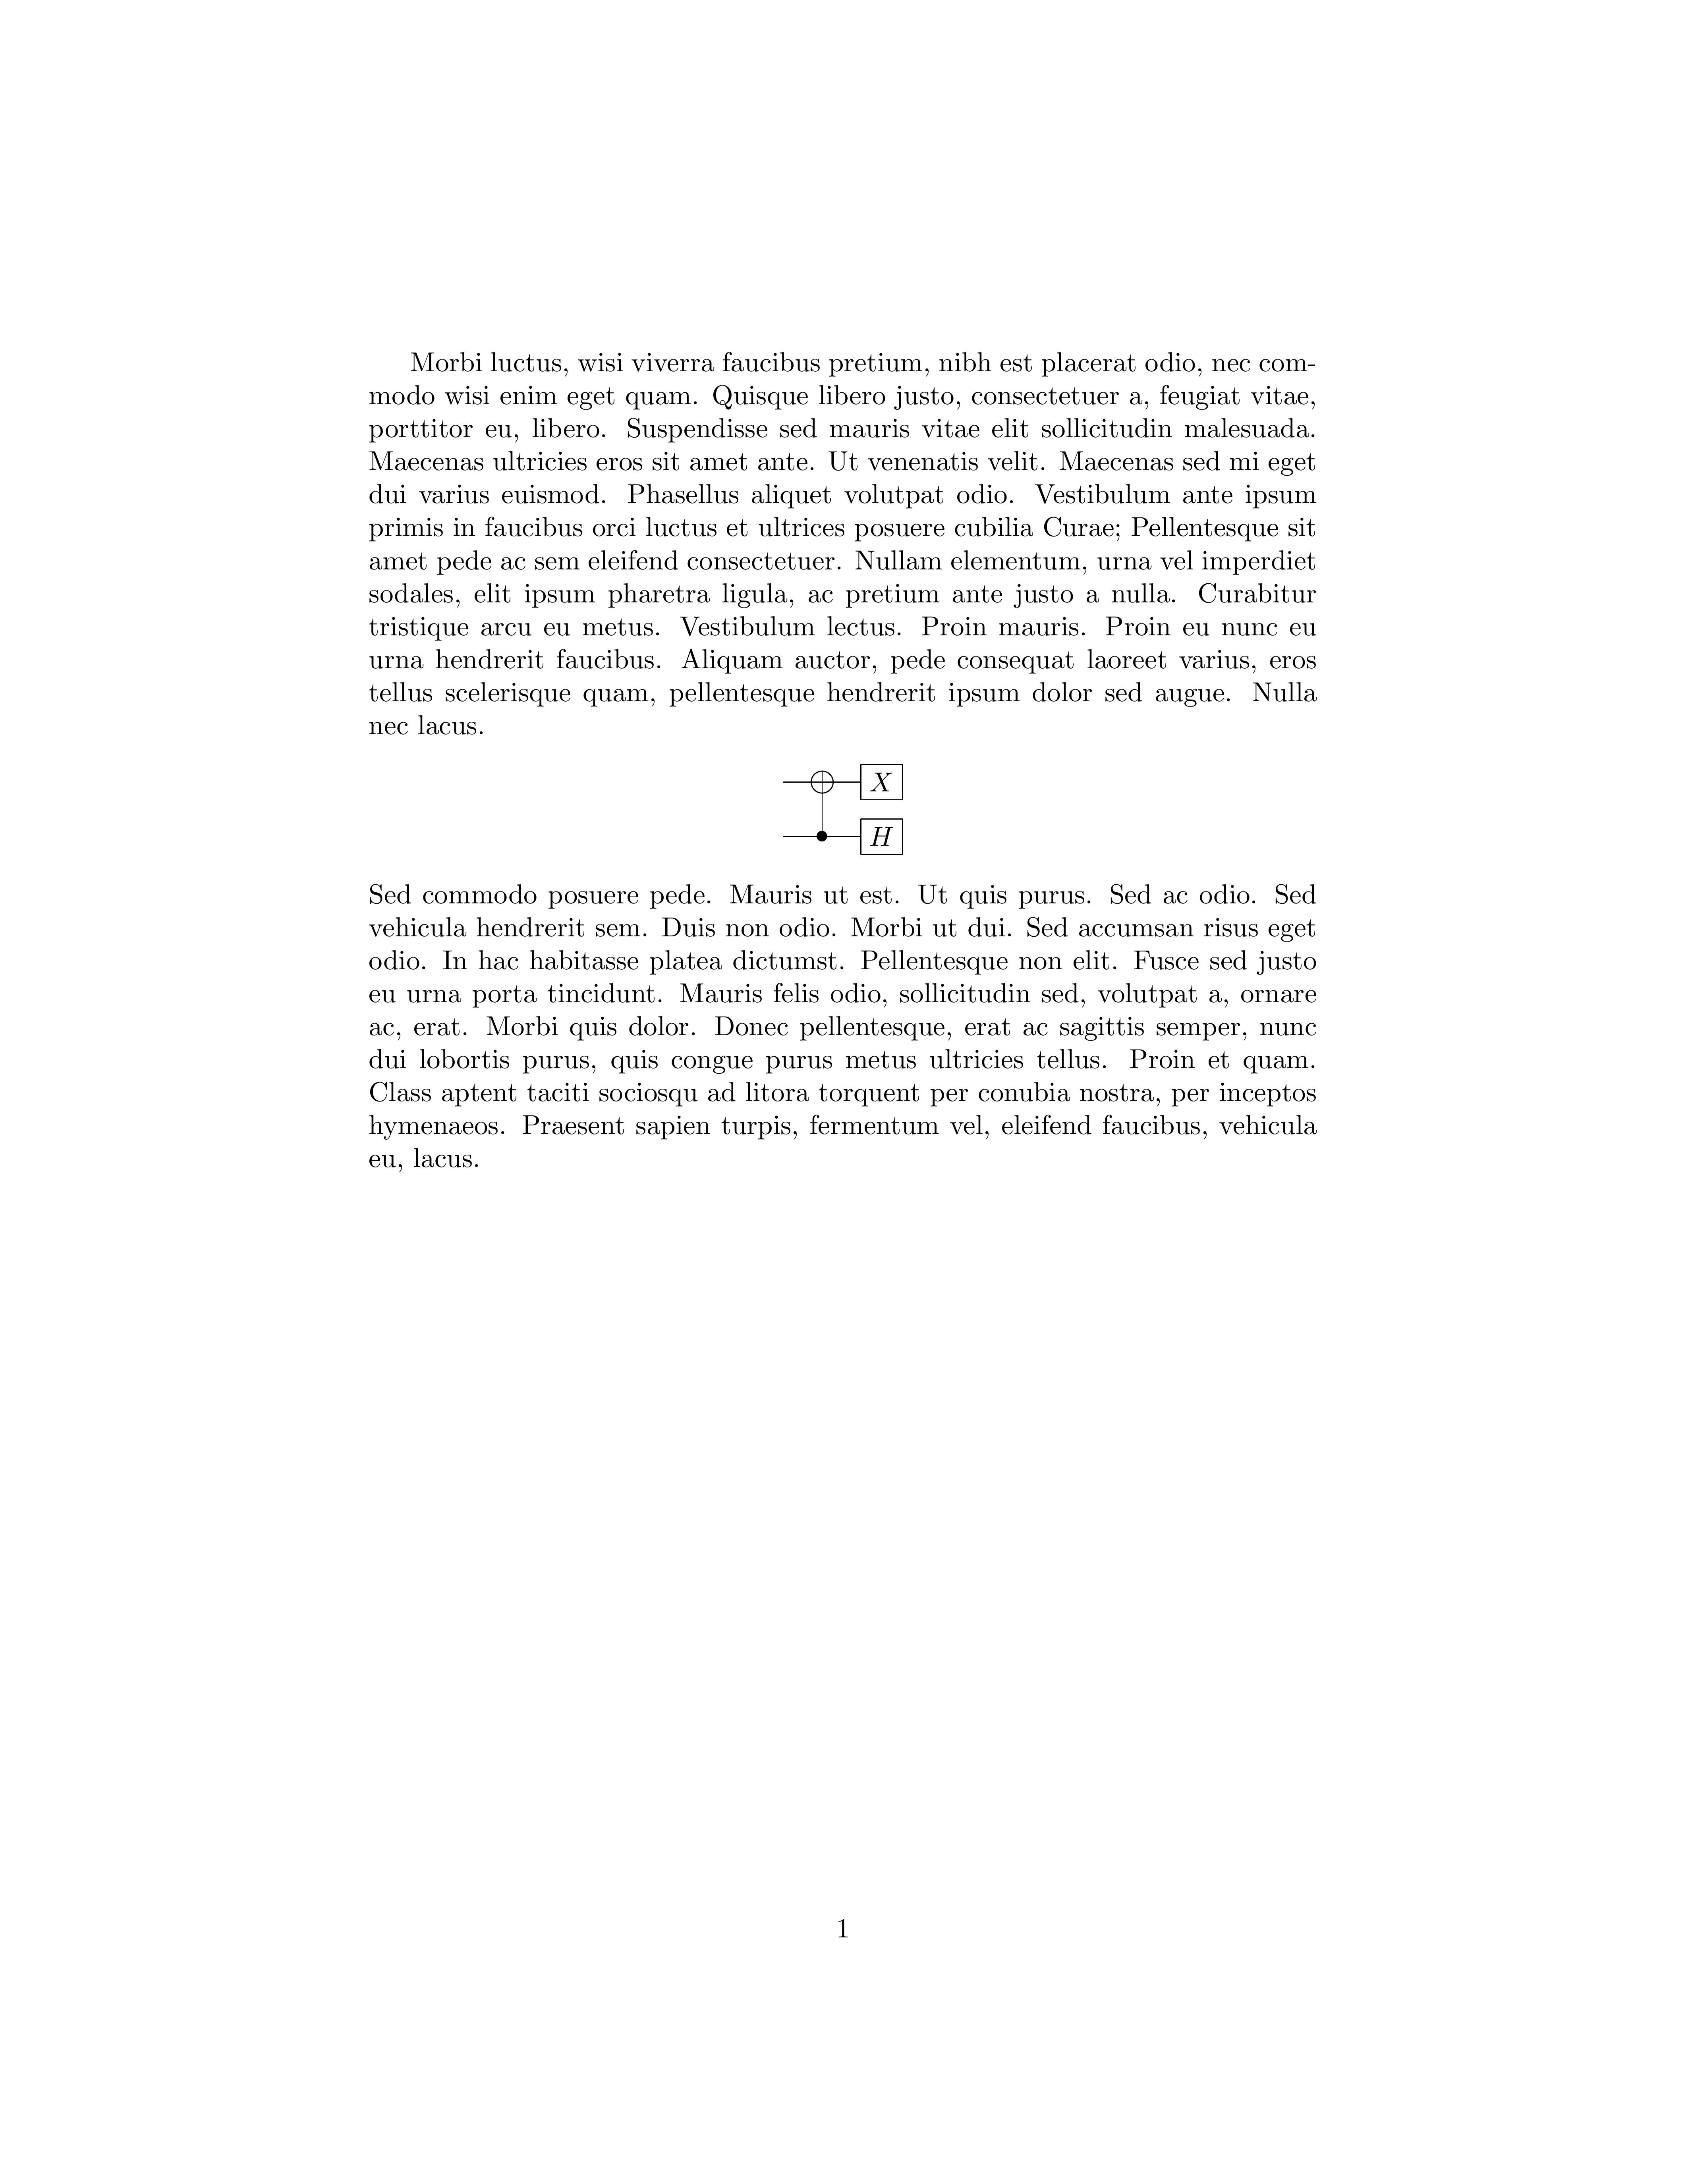 Morbi luctus, wisi viverra faucibus pretium, nibh est placerat odio, nec com-
modo wisi enim eget quam. Quisque libero justo, consectetuer a, feugiat vitae,
porttitor eu, libero. Suspendisse sed mauris vitae elit sollicitudin malesuada.
Maecenas ultricies eros sit amet ante. Ut venenatis velit. Maecenas sed mi eget
dui varius euismod. Phasellus aliquet volutpat odio. Vestibulum ante ipsum
primis in faucibus orci luctus et ultrices posuere cubilia Curae; Pellentesque sit
amet pede ac sem eleifend consectetuer. Nullam elementum, urna vel imperdiet
sodales, elit ipsum pharetra ligula, ac pretium ante justo a nulla. Curabitur
tristique arcu eu metus. Vestibulum lectus. Proin mauris. Proin eu nunc eu
urna hendrerit faucibus. Aliquam auctor, pede consequat laoreet varius, eros
tellus scelerisque quam, pellentesque hendrerit ipsum dolor sed augue. Nulla
nec lacus.
X
H
Sed commodo posuere pede. Mauris ut est. Ut quis purus. Sed ac odio. Sed
vehicula hendrerit sem. Duis non odio. Morbi ut dui. Sed accumsan risus eget
odio. In hac habitasse platea dictumst. Pellentesque non elit. Fusce sed justo
eu urna porta tincidunt. Mauris felis odio, sollicitudin sed, volutpat a, ornare
ac, erat. Morbi quis dolor. Donec pellentesque, erat ac sagittis semper, nunc
dui lobortis purus, quis congue purus metus ultricies tellus. Proin et quam.
Class aptent taciti sociosqu ad litora torquent per conubia nostra, per inceptos
hymenaeos. Praesent sapien turpis, fermentum vel, eleifend faucibus, vehicula
eu, lacus.
1